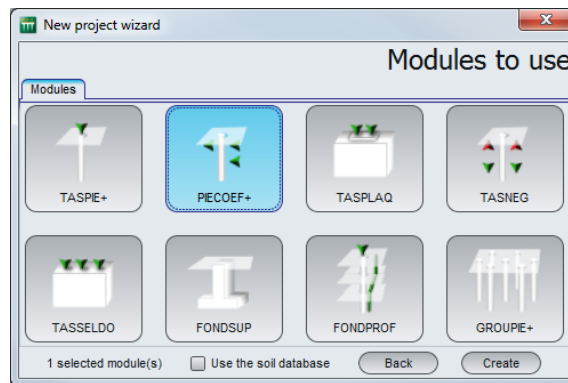 New project wizard
Modules to use
Modules
TASPIE+ PIECOEF+ TASPLAQ TASNEG
TASSELDO FONDSUP FONDPROF GROUPIE+
1 selected module(s) Use the soil database Back Create